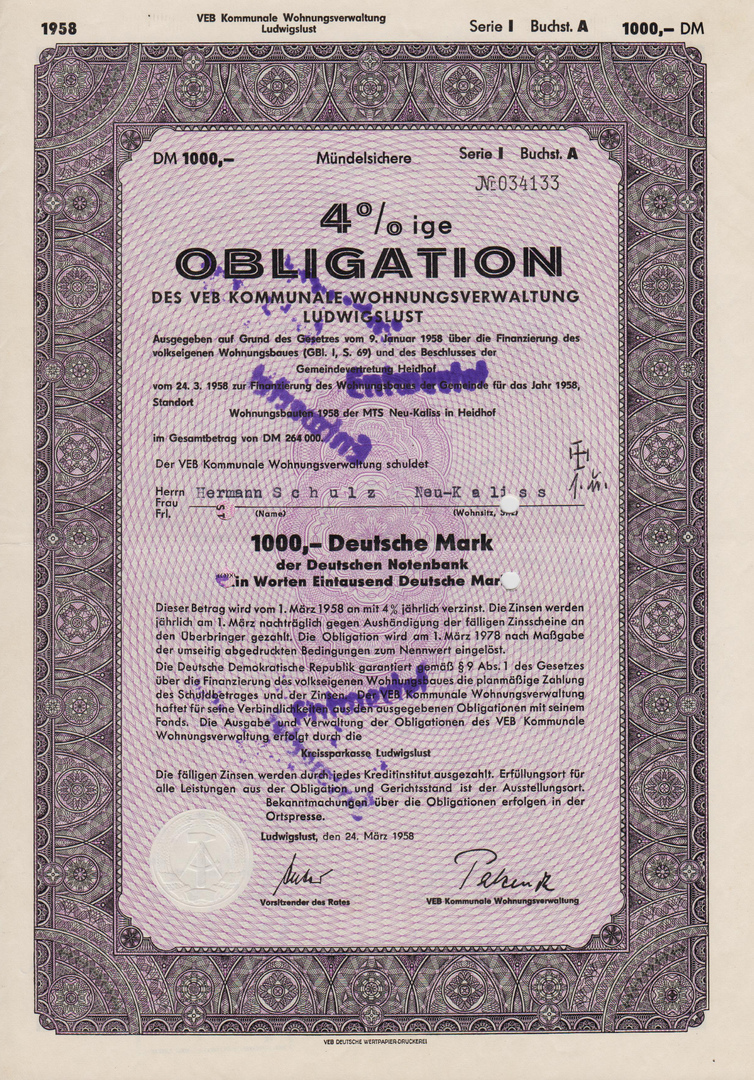 1958
VEB Kommunale Wohnungsverwaltung
Ludwigslust
Serie I Buchst. A 1000,– DM
DM 1000,– Mündelsichere Serie I Buchst. A
№ 034133
4%ige
OBLIGATION
DES VEB KOMMUNALE WOHNUNGSVERWALTUNG
LUDWIGSLUST
Ausgegeben auf Grund des Gesetzes vom 9. Januar 1958 über die Finanzierung des
volkseigenen Wohnungsbaues (GBl. I, S. 69) und des Beschlusses der
Gemeindevertretung Heidhof
vom 24. 3. 1958 zur Finanzierung des Wohnungsbaues der Gemeinde für das Jahr 1958,
Standort
Wohnungsbauten 1958 der MTS Neu-Kaliss in Heidhof
im Gesamtbetrag von DM 264 000.
Der VEB Kommunale Wohnungsverwaltung schuldet
Herrn Hermann Schulz Neu-Kaliss
Frau
Frl. (Name) (Wohnsitz,
1000,– Deutsche Mark
der Deutschen Notenbank
in Worten Eintausend Deutsche Mark
Dieser Betrag wird vom 1. März 1958 an mit 4% jährlich verzinst. Die Zinsen werden
jährlich am 1. März nachträglich gegen Aushändigung der fälligen Zinsscheine an
den Überbringer gezahlt. Die Obligation wird am 1. März 1978 nach Maßgabe
der umseitig abgedruckten Bedingungen zum Nennwert eingelöst.
Die Deutsche Demokratische Republik garantiert gemäß § 9 Abs. 1 des Gesetzes
über die Finanzierung des volkseigenen Wohnungsbaues die planmäßige Zahlung
des Schuldbetrages und der Zinsen. Der VEB Kommunale Wohnungsverwaltung
haftet für seine Verbindlichkeiten aus den ausgegebenen Obligationen mit seinem
Fonds. Die Ausgabe und Verwaltung der Obligationen des VEB Kommunale
Wohnungsverwaltung erfolgt durch die
Kreissparkasse Ludwigslust
Die fälligen Zinsen werden durch jedes Kreditinstitut ausgezahlt. Erfüllungsort für
alle Leistungen aus der Obligation und Gerichtsstand ist der Ausstellungsort.
Bekanntmachungen über die Obligationen erfolgen in der
Ortspresse.
Ludwigslust, den 24. März 1958
Vorsitzender des Rates VEB Kommunale Wohnungsverwaltung
Entwertet
Entwertet
Entwertet
VEB DEUTSCHE WERTPAPIER-DRUCKEREI